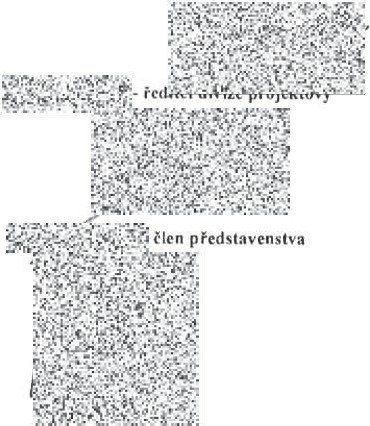 - ředitel divize projektový
člen představenstva